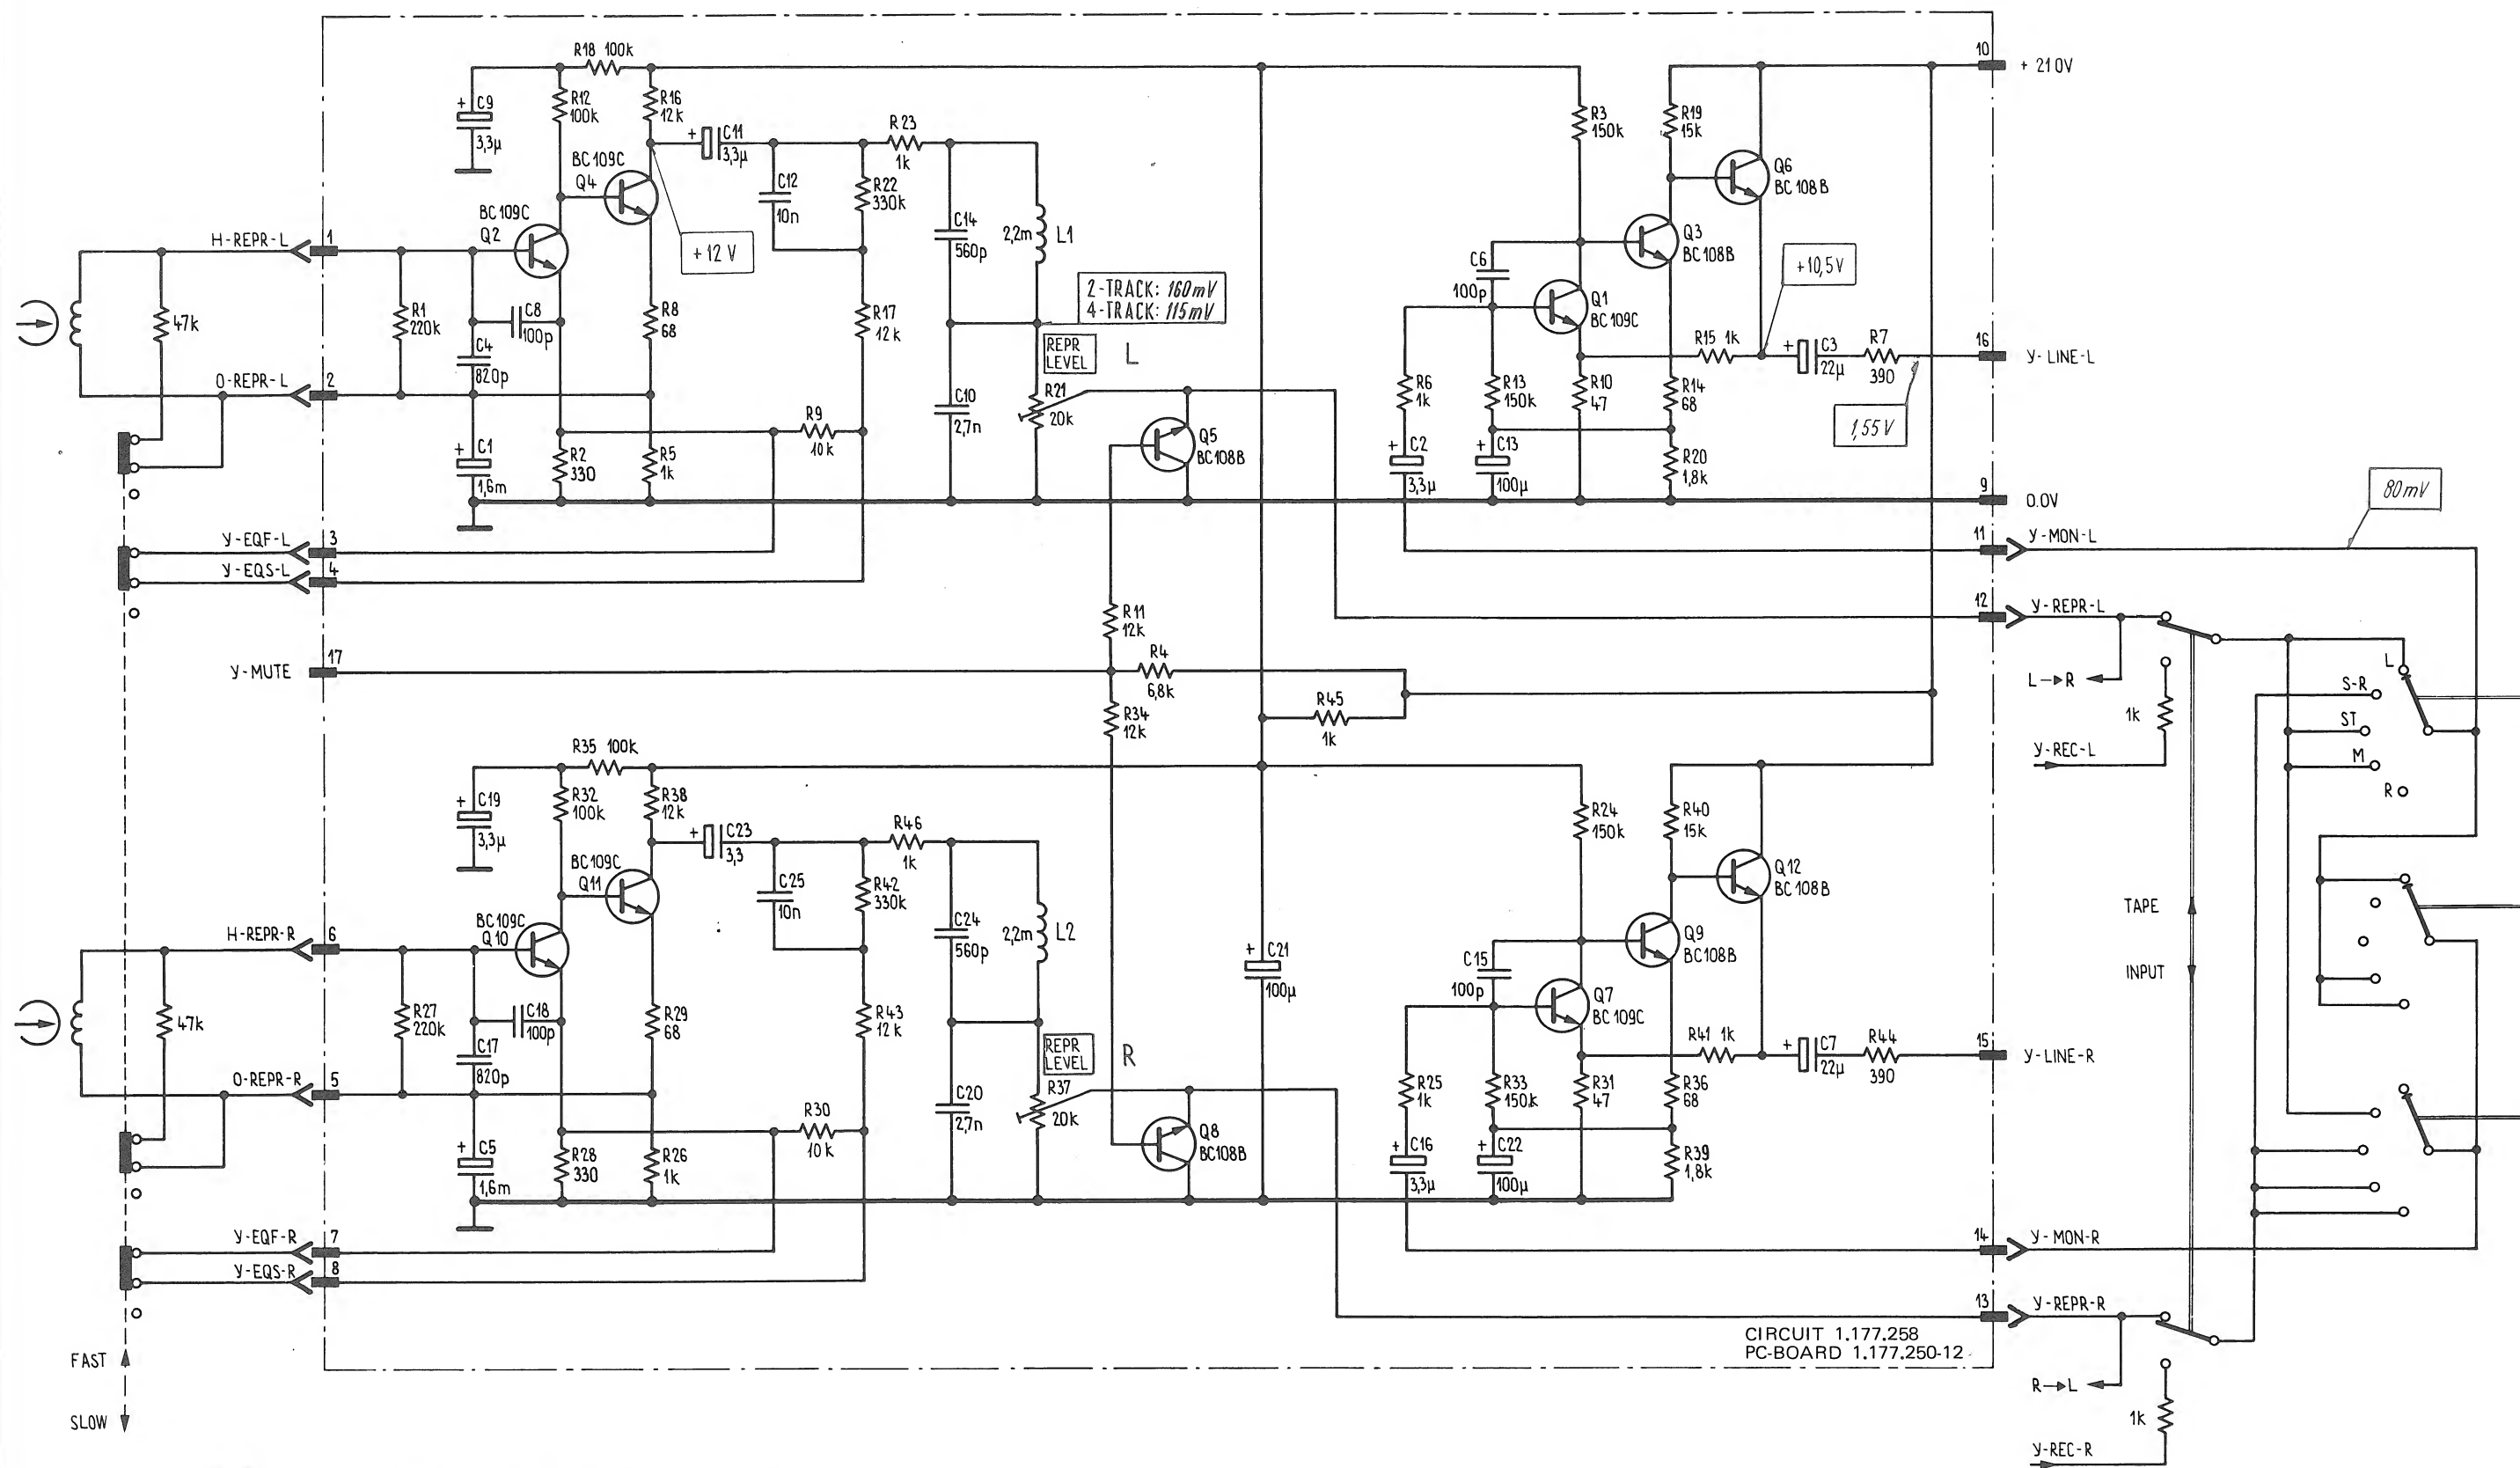 R18 100k
10
+ 21 0V
C9
+
3,3µ
R12
100k
R16
12k
+
C11
3,3µ
R 23
1k
R3
150k
R19
15k
BC 109C
Q4
C12
10n
R22
330k
Q6
BC 108 B
BC 109C
Q2
+ 12 V
C14
560p
2,2m
L1
Q3
BC 108B
+10,5V
H-REPR-L
1
47k
R1
220k
C8
100p
C4
820p
R8
68
R17
12k
2-TRACK: 160mV
4-TRACK: 115mV
REPR
LEVEL
L
C6
100p
Q1
BC 109C
R15 1k
+
C3
22µ
R7
390
16
Y-LINE-L
O-REPR-L
2
R9
10k
C10
2,7n
R21
20k
Q5
BC108B
R6
1k
R13
150k
R10
47
R14
68
1,55 V
+
C1
1,6m
R2
330
R5
1k
+
C2
3,3µ
+
C13
100µ
R20
1,8k
9
0.0V
80mV
Y-EQF-L
3
Y-EQS-L
4
11
Y-MON-L
12
Y-REPR-L
R11
12k
Y-MUTE
17
R4
6,8k
R34
12k
R45
1k
L→R
1k
Y-REC-L
L
S-R
ST
M
R
R35 100k
+
C19
3,3µ
R32
100k
R38
12k
+
C23
3,3
R46
1k
R24
150k
R40
15k
BC 109C
Q11
C25
10n
R42
330k
Q12
BC 108B
BC 109C
Q10
C24
560p
2,2m
L2
+
C21
100µ
Q9
BC108B
TAPE
INPUT
H-REPR-R
6
47k
R27
220k
C18
100p
C17
820p
R29
68
R43
12k
REPR
LEVEL
R
C15
100p
Q7
BC 109C
R41 1k
+
C7
22µ
R44
390
15
Y-LINE-R
O-REPR-R
5
R30
10k
C20
2,7n
R37
20k
Q8
BC108B
R25
1k
R33
150k
R31
47
R36
68
+
C5
1,6m
R28
330
R26
1k
+
C16
3,3µ
+
C22
100µ
R39
1,8k
Y-EQF-R
7
Y-EQS-R
8
14
Y-MON-R
13
Y-REPR-R
CIRCUIT 1.177.258
PC-BOARD 1.177.250-12
FAST
SLOW
R→L
1k
Y-REC-R